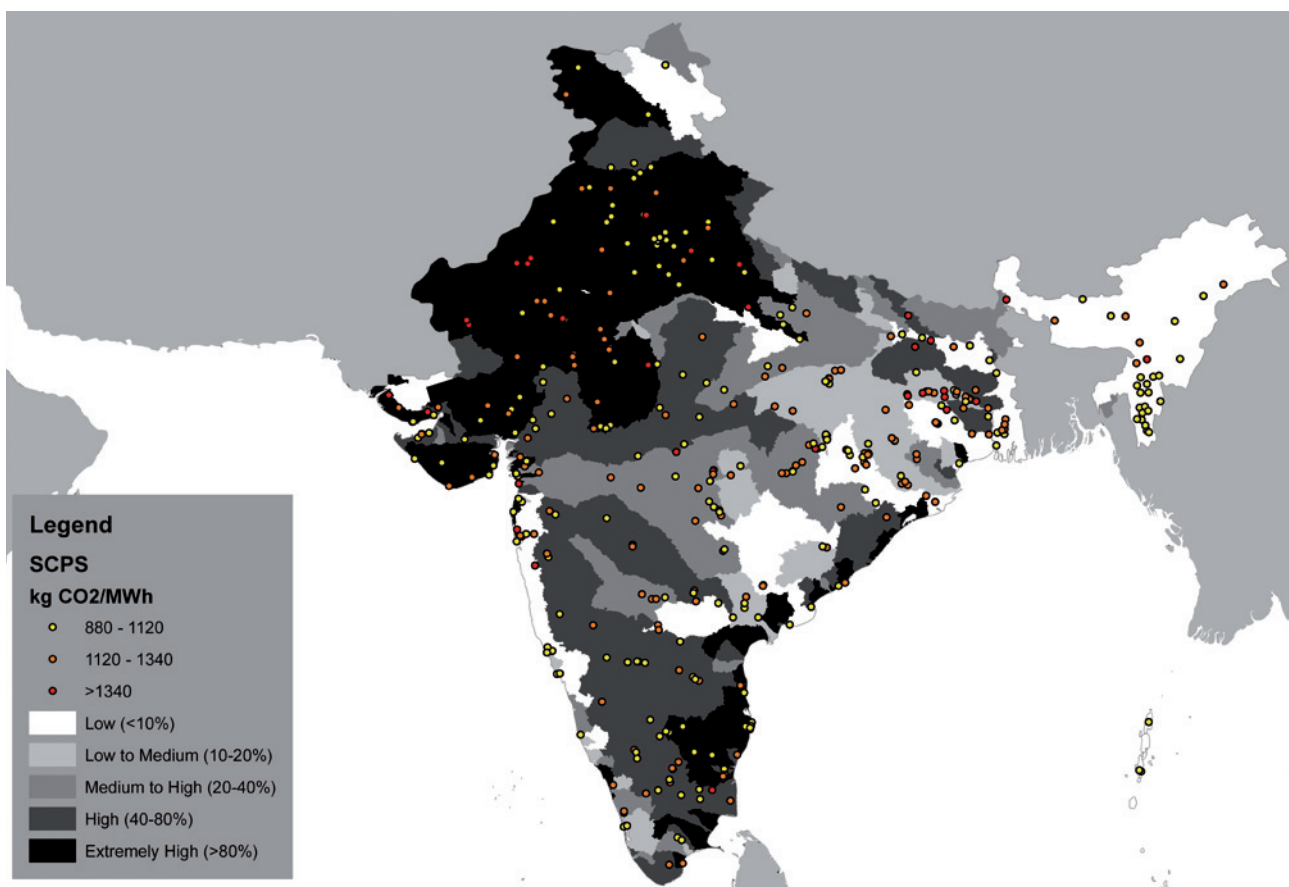 Legend
SCPS
kg CO2/MWh
880 - 1120
1120 - 1340
>1340
Low (<10%)
Low to Medium (10-20%)
Medium to High (20-40%)
High (40-80%)
Extremely High (>80%)